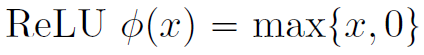 ReLU ϕ(x) = max{x, 0}